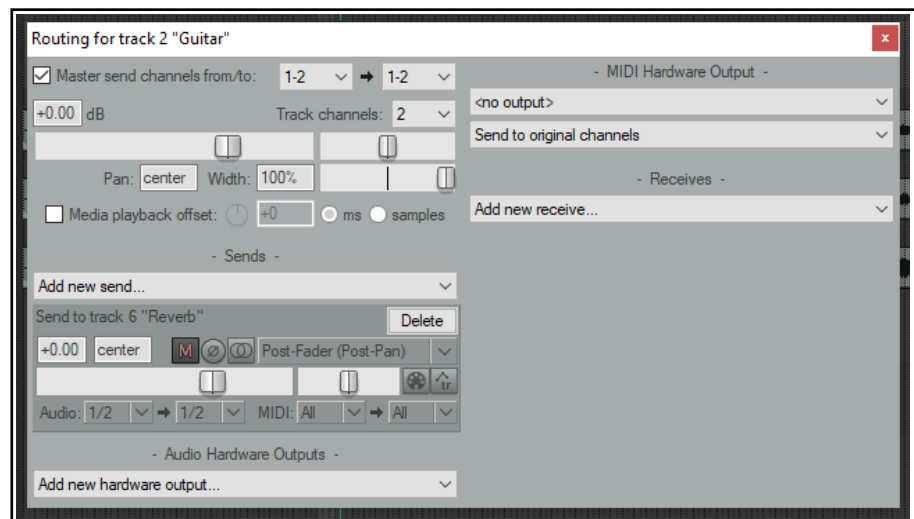 Routing for track 2 "Guitar"
x
Master send channels from/to: 1-2 1-2
+0.00 dB Track channels: 2
Pan: center Width: 100%
Media playback offset: +0 ms samples
- Sends -
Add new send...
Send to track 6 "Reverb" Delete
+0.00 center M Post-Fader (Post-Pan)
tr
Audio: 1/2 1/2 MIDI: All All
- Audio Hardware Outputs -
Add new hardware output...
- MIDI Hardware Output -
<no output>
Send to original channels
- Receives -
Add new receive...